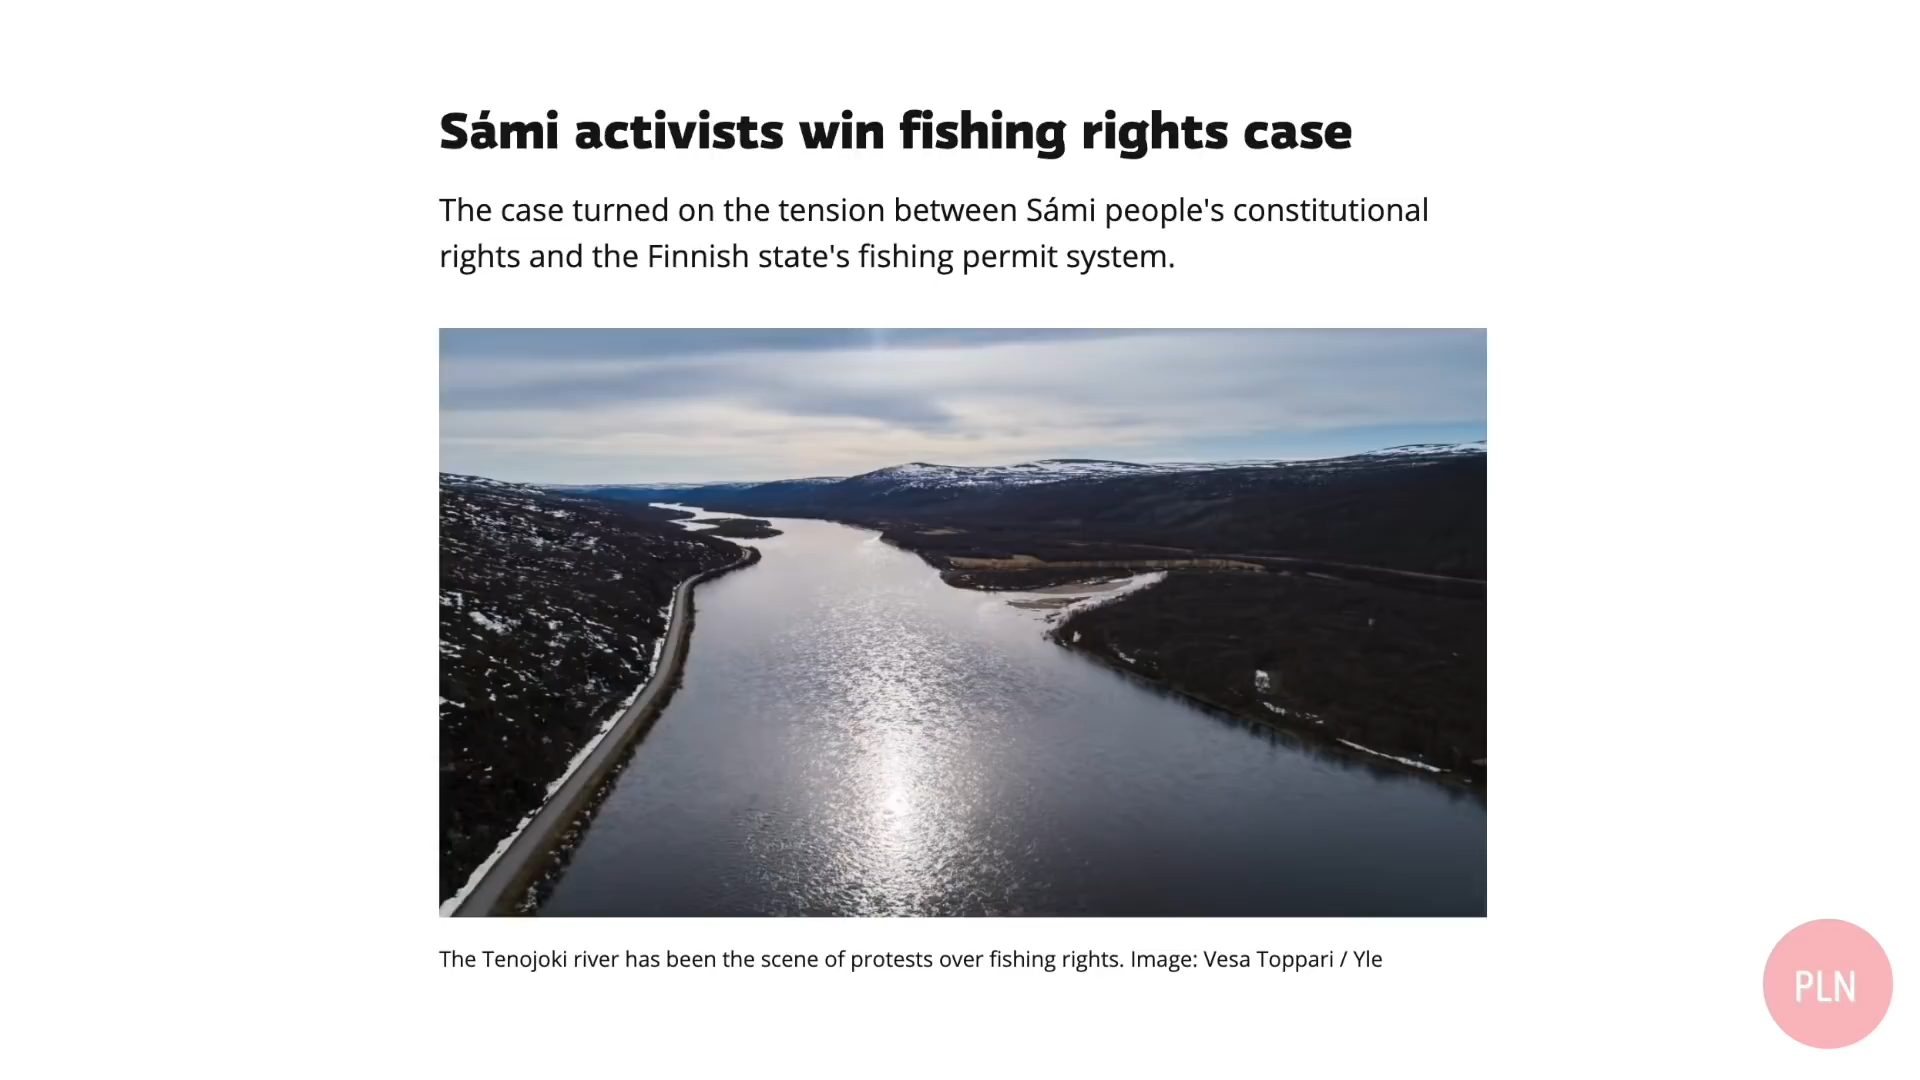 Sámi activists win fishing rights case
The case turned on the tension between Sámi people's constitutional
rights and the Finnish state's fishing permit system.
The Tenojoki river has been the scene of protests over fishing rights. Image: Vesa Toppari / Yle
PLN